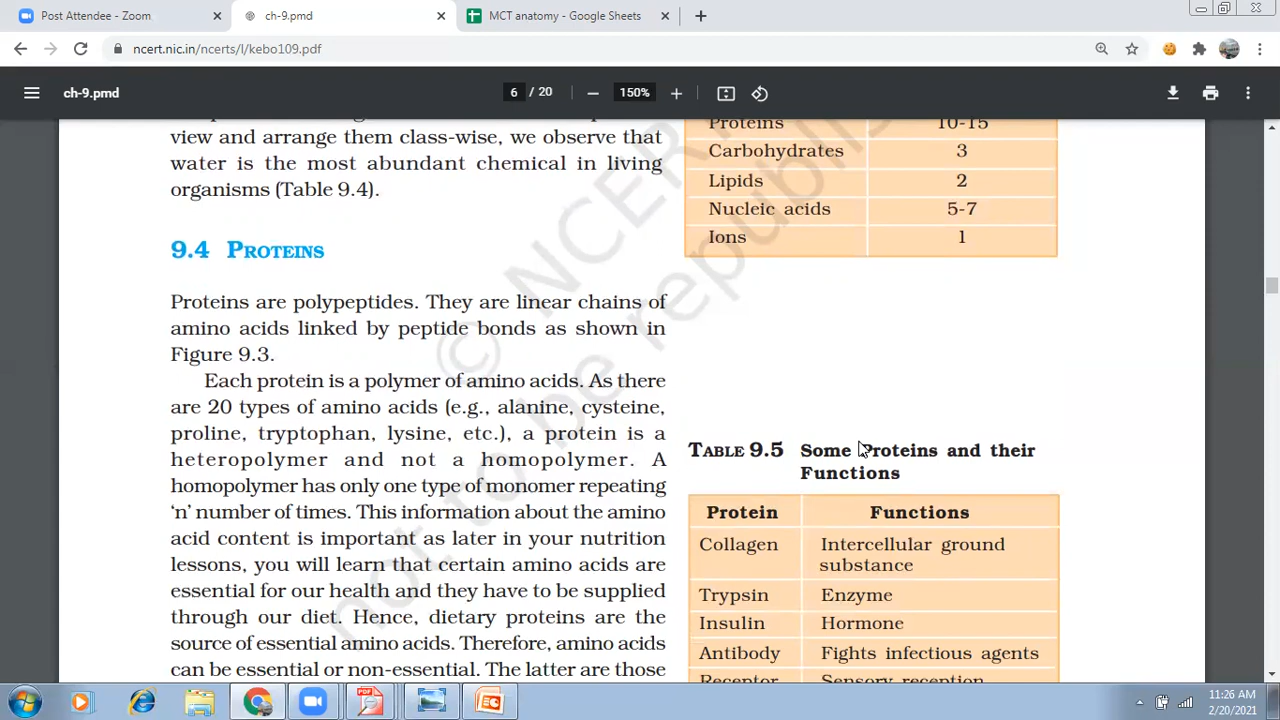 Post Attendee - Zoom
ch-9.pmd
MCT anatomy - Google Sheets
ncert.nic.in/ncerts/l/kebo109.pdf
ch-9.pmd
6 / 20
150%
view and arrange them class-wise, we observe that
water is the most abundant chemical in living
organisms (Table 9.4).
9.4 PROTEINS
Proteins are polypeptides. They are linear chains of
amino acids linked by peptide bonds as shown in
Figure 9.3.
Each protein is a polymer of amino acids. As there
are 20 types of amino acids (e.g., alanine, cysteine,
proline, tryptophan, lysine, etc.), a protein is a
heteropolymer and not a homopolymer. A
homopolymer has only one type of monomer repeating
'n' number of times. This information about the amino
acid content is important as later in your nutrition
lessons, you will learn that certain amino acids are
essential for our health and they have to be supplied
through our diet. Hence, dietary proteins are the
source of essential amino acids. Therefore, amino acids
can be essential or non-essential. The latter are those
Proteins 10-15
Carbohydrates 3
Lipids 2
Nucleic acids 5-7
Ions 1
TABLE 9.5 Some Proteins and their
Functions
Protein Functions
Collagen Intercellular ground
substance
Trypsin Enzyme
Insulin Hormone
Antibody Fights infectious agents
Receptor Sensory reception
© NCERT
not to be republis
11:26 AM
2/20/2021